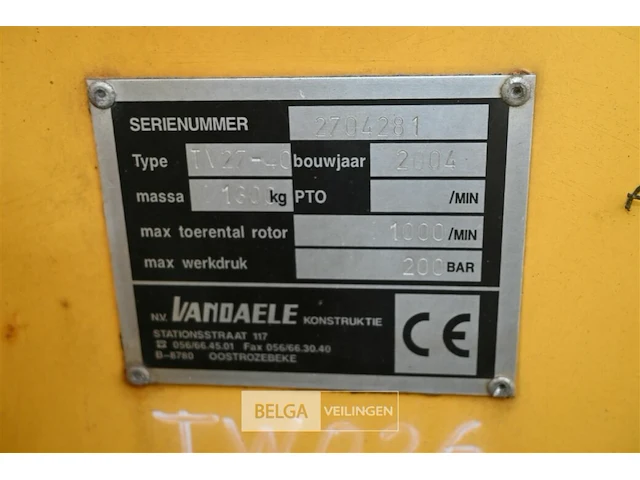 SERIENUMMER 2704281
Type TV27-40 bouwjaar 2004
massa 1300 kg PTO /MIN
max toerental rotor 1000 /MIN
max werkdruk 200 BAR
N.V. VANDAELE KONSTRUKTIE
STATIONSSTRAAT 117
☎ 056/66.45.01 Fax 056/66.30.40
B-8780 OOSTROZEBEKE
CE
BELGA VEILINGEN